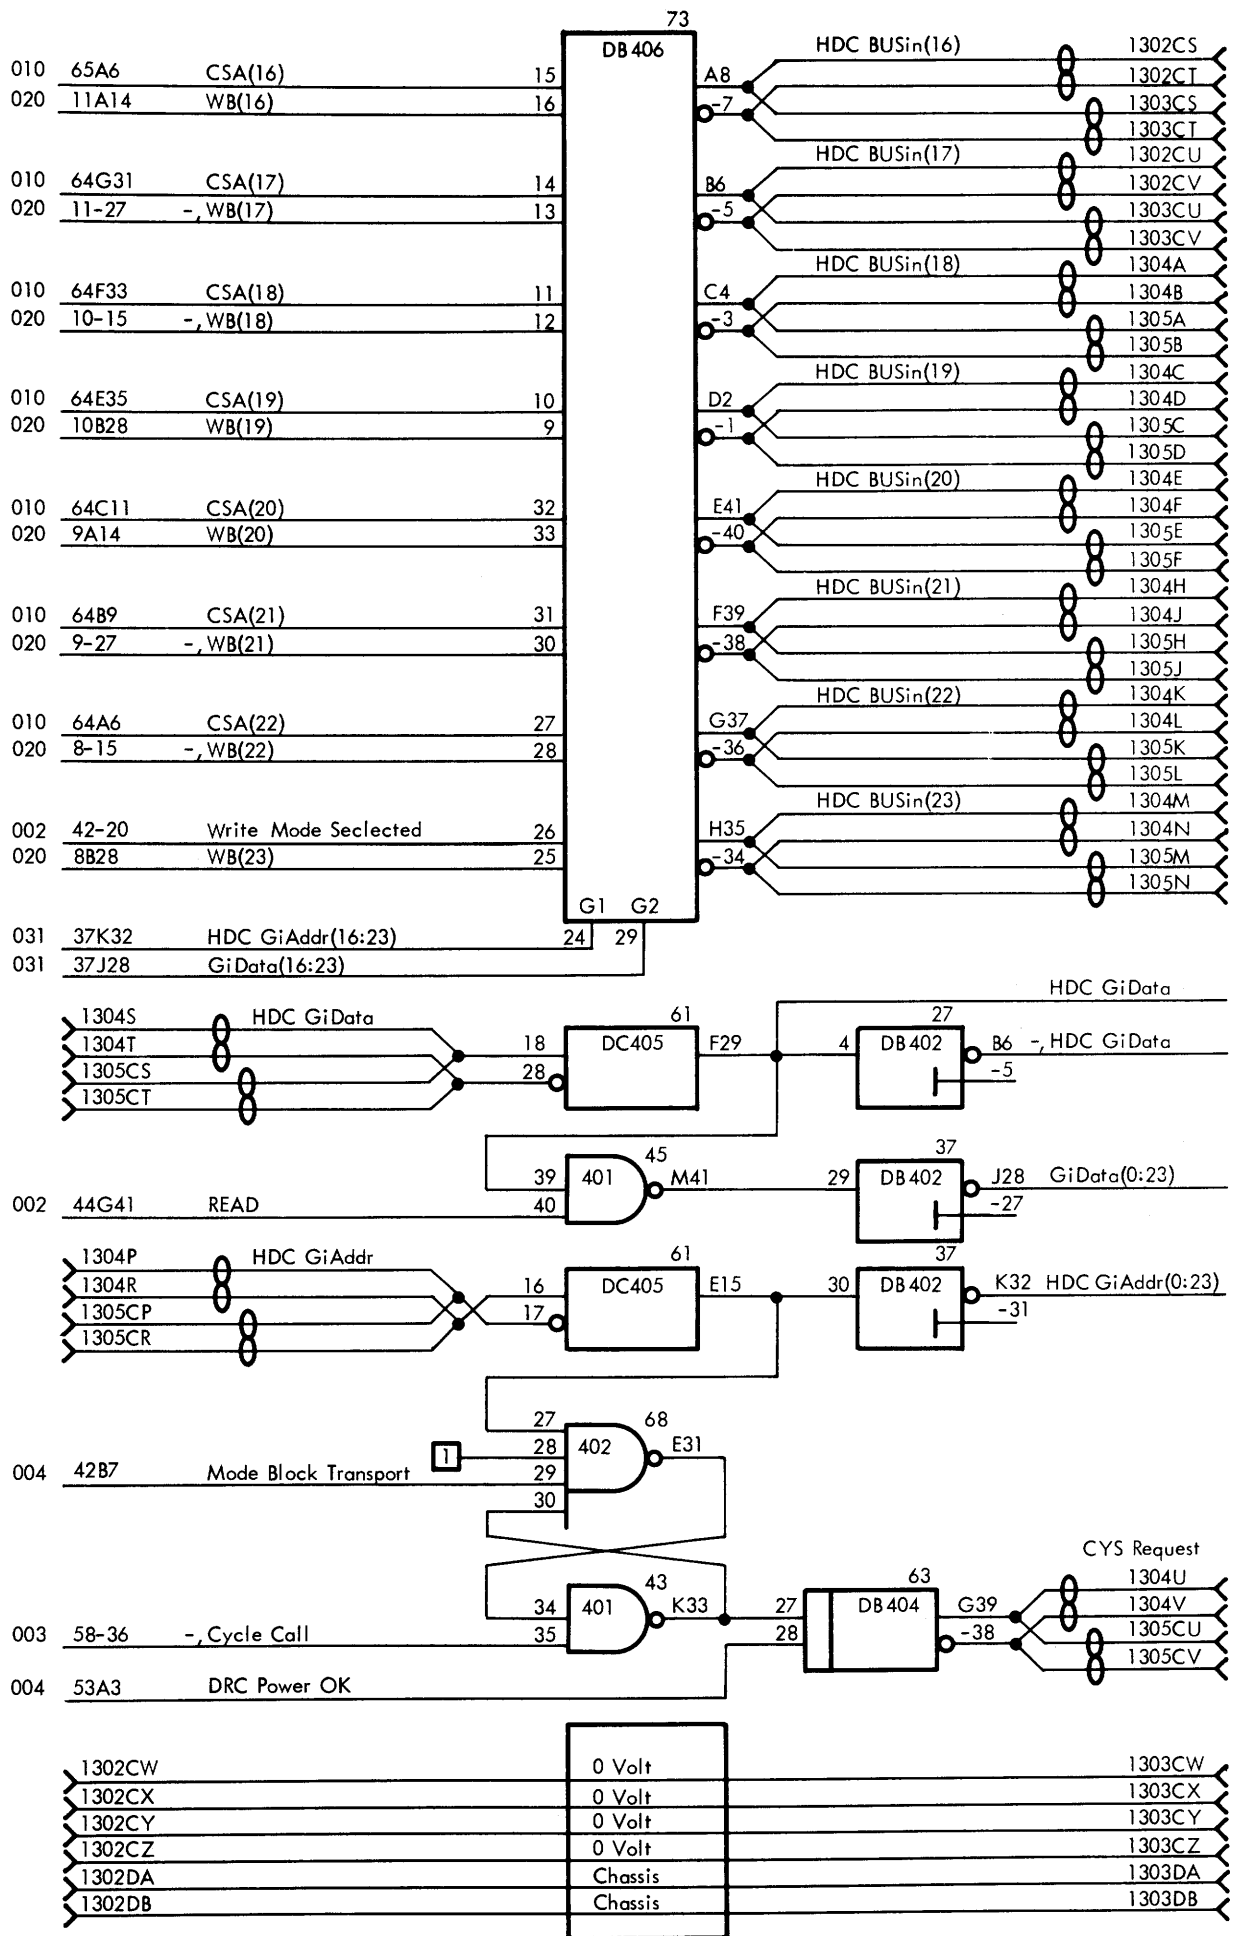 73
DB406
HDC BUSin(16) 1302CS
010 65A6 CSA(16) 15 A8 1302CT
020 11A14 WB(16) 16 -7 1303CS
1303CT
HDC BUSin(17) 1302CU
010 64G31 CSA(17) 14 B6 1302CV
020 11-27 -,WB(17) 13 -5 1303CU
1303CV
HDC BUSin(18) 1304A
010 64F33 CSA(18) 11 C4 1304B
020 10-15 -,WB(18) 12 -3 1305A
1305B
HDC BUSin(19) 1304C
010 64E35 CSA(19) 10 D2 1304D
020 10B28 WB(19) 9 -1 1305C
1305D
HDC BUSin(20) 1304E
010 64C11 CSA(20) 32 E41 1304F
020 9A14 WB(20) 33 -40 1305E
1305F
HDC BUSin(21) 1304H
010 64B9 CSA(21) 31 F39 1304J
020 9-27 -,WB(21) 30 -38 1305H
1305J
HDC BUSin(22) 1304K
010 64A6 CSA(22) 27 G37 1304L
020 8-15 -,WB(22) 28 -36 1305K
1305L
HDC BUSin(23) 1304M
002 42-20 Write Mode Seclected 26 H35 1304N
020 8B28 WB(23) 25 -34 1305M
1305N
G1 G2
031 37K32 HDC GiAddr(16:23) 24 29
031 37J28 GiData(16:23)
HDC GiData
1304S HDC GiData 61 27
1304T 18 DC405 F29 4 DB402 B6 -,HDC GiData
1305CS 28 -5
1305CT
45 37
39 401 M41 29 DB402 J28 GiData(0:23)
002 44G41 READ 40 -27
1304P HDC GiAddr 61 37
1304R 16 DC405 E15 30 DB402 K32 HDC GiAddr(0:23)
1305CP 17 -31
1305CR
27 68
1 28 402 E31
004 42B7 Mode Block Transport 29
30
CYS Request
43 63 1304U
34 401 K33 27 DB404 G39 1304V
003 58-36 -,Cycle Call 35 28 -38 1305CU
1305CV
004 53A3 DRC Power OK
1302CW 0 Volt 1303CW
1302CX 0 Volt 1303CX
1302CY 0 Volt 1303CY
1302CZ 0 Volt 1303CZ
1302DA Chassis 1303DA
1302DB Chassis 1303DB